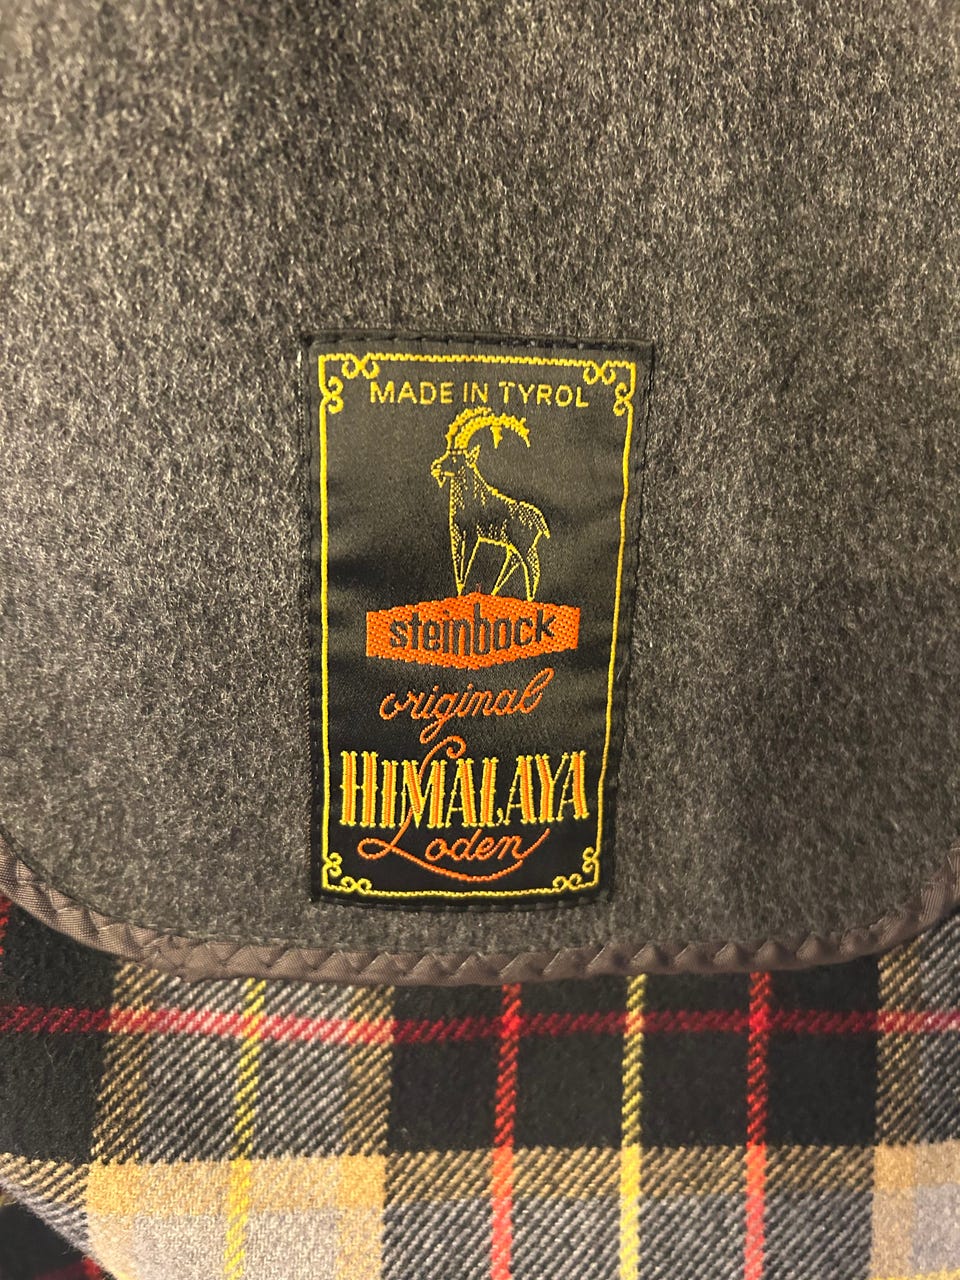 MADE IN TYROL
steinbock
original
HIMALAYA
Loden